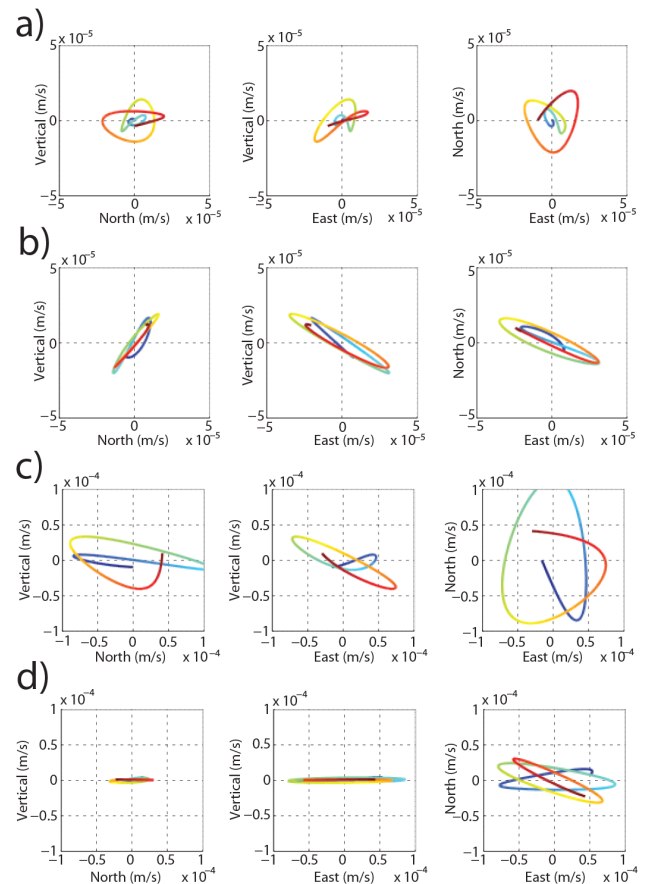 a)
x 10⁻⁵ x 10⁻⁵ x 10⁻⁵
5 5 5
Vertical (m/s) Vertical (m/s) North (m/s)
0 0 0
−5 −5 −5
−5 0 5 −5 0 5 −5 0 5
North (m/s) x 10⁻⁵ East (m/s) x 10⁻⁵ East (m/s) x 10⁻⁵
b)
x 10⁻⁵ x 10⁻⁵ x 10⁻⁵
5 5 5
Vertical (m/s) Vertical (m/s) North (m/s)
0 0 0
−5 −5 −5
−5 0 5 −5 0 5 −5 0 5
North (m/s) x 10⁻⁵ East (m/s) x 10⁻⁵ East (m/s) x 10⁻⁵
c)
x 10⁻⁴ x 10⁻⁴ x 10⁻⁴
1 1 1
0.5 0.5 0.5
Vertical (m/s) Vertical (m/s) North (m/s)
0 0 0
−0.5 −0.5 −0.5
−1 −1 −1
−1 −0.5 0 0.5 1 −1 −0.5 0 0.5 1 −1 −0.5 0 0.5 1
North (m/s) x 10⁻⁴ East (m/s) x 10⁻⁴ East (m/s) x 10⁻⁴
d)
x 10⁻⁴ x 10⁻⁴ x 10⁻⁴
1 1 1
0.5 0.5 0.5
Vertical (m/s) Vertical (m/s) North (m/s)
0 0 0
−0.5 −0.5 −0.5
−1 −1 −1
−1 −0.5 0 0.5 1 −1 −0.5 0 0.5 1 −1 −0.5 0 0.5 1
North (m/s) x 10⁻⁴ East (m/s) x 10⁻⁴ East (m/s) x 10⁻⁴